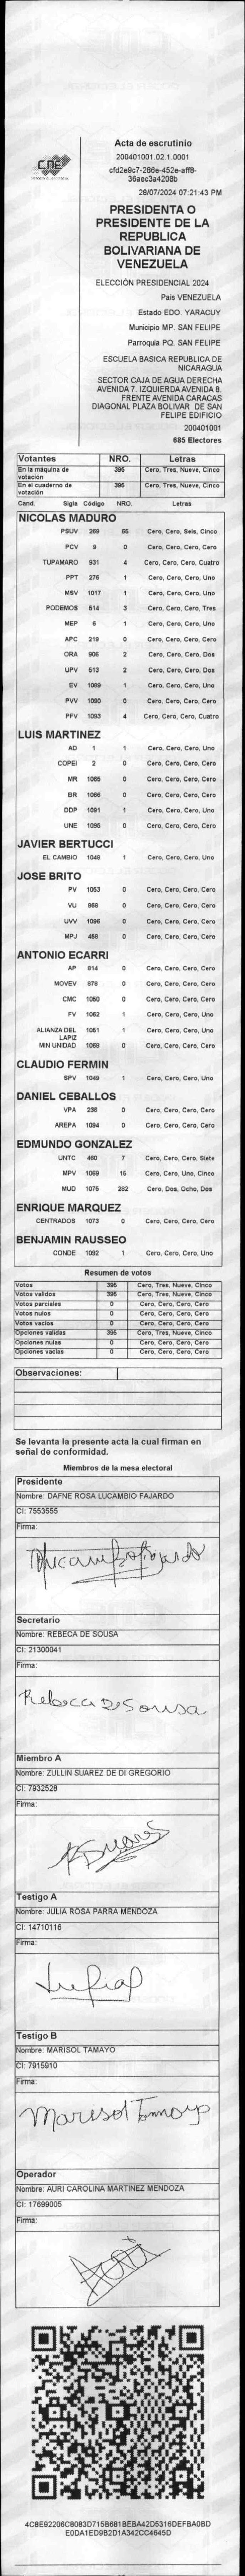 CNE
Acta de escrutinio
200401001.02.1.0001
cfd2e9c7-286e-452e-aff8-
36aec3a4208b
28/07/2024 07:21:43 PM
PRESIDENTA O
PRESIDENTE DE LA
REPUBLICA
BOLIVARIANA DE
VENEZUELA
ELECCIÓN PRESIDENCIAL 2024
País VENEZUELA
Estado EDO. YARACUY
Municipio MP. SAN FELIPE
Parroquia PQ. SAN FELIPE
ESCUELA BASICA REPUBLICA DE
NICARAGUA
SECTOR CAJA DE AGUA DERECHA
AVENIDA 7. IZQUIERDA AVENIDA 8.
FRENTE AVENIDA CARACAS
DIAGONAL PLAZA BOLIVAR DE SAN
FELIPE EDIFICIO
200401001
685 Electores
Votantes NRO. Letras
En la máquina de votación 395 Cero, Tres, Nueve, Cinco
En el cuaderno de votación 395 Cero, Tres, Nueve, Cinco
Cand. Sigla Código NRO. Letras
NICOLAS MADURO
PSUV 269 65 Cero, Cero, Seis, Cinco
PCV 9 0 Cero, Cero, Cero, Cero
TUPAMARO 931 4 Cero, Cero, Cero, Cuatro
PPT 276 1 Cero, Cero, Cero, Uno
MSV 1017 1 Cero, Cero, Cero, Uno
PODEMOS 514 3 Cero, Cero, Cero, Tres
MEP 6 1 Cero, Cero, Cero, Uno
APC 219 0 Cero, Cero, Cero, Cero
ORA 906 2 Cero, Cero, Cero, Dos
UPV 513 2 Cero, Cero, Cero, Dos
EV 1089 1 Cero, Cero, Cero, Uno
PVV 1090 0 Cero, Cero, Cero, Cero
PFV 1093 4 Cero, Cero, Cero, Cuatro
LUIS MARTINEZ
AD 1 1 Cero, Cero, Cero, Uno
COPEI 2 0 Cero, Cero, Cero, Cero
MR 1065 0 Cero, Cero, Cero, Cero
BR 1066 0 Cero, Cero, Cero, Cero
DDP 1091 1 Cero, Cero, Cero, Uno
UNE 1095 0 Cero, Cero, Cero, Cero
JAVIER BERTUCCI
EL CAMBIO 1048 1 Cero, Cero, Cero, Uno
JOSE BRITO
PV 1053 0 Cero, Cero, Cero, Cero
VU 868 0 Cero, Cero, Cero, Cero
UVV 1096 0 Cero, Cero, Cero, Cero
MPJ 458 0 Cero, Cero, Cero, Cero
ANTONIO ECARRI
AP 814 0 Cero, Cero, Cero, Cero
MOVEV 878 0 Cero, Cero, Cero, Cero
CMC 1050 0 Cero, Cero, Cero, Cero
FV 1062 1 Cero, Cero, Cero, Uno
ALIANZA DEL LAPIZ 1051 1 Cero, Cero, Cero, Uno
MIN UNIDAD 1068 0 Cero, Cero, Cero, Cero
CLAUDIO FERMIN
SPV 1049 1 Cero, Cero, Cero, Uno
DANIEL CEBALLOS
VPA 236 0 Cero, Cero, Cero, Cero
AREPA 1094 0 Cero, Cero, Cero, Cero
EDMUNDO GONZALEZ
UNTC 460 7 Cero, Cero, Cero, Siete
MPV 1069 15 Cero, Cero, Uno, Cinco
MUD 1075 282 Cero, Dos, Ocho, Dos
ENRIQUE MARQUEZ
CENTRADOS 1073 0 Cero, Cero, Cero, Cero
BENJAMIN RAUSSEO
CONDE 1092 1 Cero, Cero, Cero, Uno
Resumen de votos
Votos 395 Cero, Tres, Nueve, Cinco
Votos validos 395 Cero, Tres, Nueve, Cinco
Votos parciales 0 Cero, Cero, Cero, Cero
Votos nulos 0 Cero, Cero, Cero, Cero
Votos vacios 0 Cero, Cero, Cero, Cero
Opciones validas 395 Cero, Tres, Nueve, Cinco
Opciones nulas 0 Cero, Cero, Cero, Cero
Opciones vacias 0 Cero, Cero, Cero, Cero
Observaciones:
Se levanta la presente acta la cual firman en
señal de conformidad.
Miembros de la mesa electoral
Presidente
Nombre: DAFNE ROSA LUCAMBIO FAJARDO
CI: 7553555
Firma:
Secretario
Nombre: REBECA DE SOUSA
CI: 21300041
Firma:
Rebeca De Sousa
Miembro A
Nombre: ZULLIN SUAREZ DE DI GREGORIO
CI: 7932528
Firma:
Testigo A
Nombre: JULIA ROSA PARRA MENDOZA
CI: 14710116
Firma:
Testigo B
Nombre: MARISOL TAMAYO
CI: 7915910
Firma:
Marisol Tamayo
Operador
Nombre: AURI CAROLINA MARTINEZ MENDOZA
CI: 17699005
Firma:
4C8E92206C8083D715B681BEBA42D5316DEFBA0BD
E0DA1ED9B2D1A342CC4645D